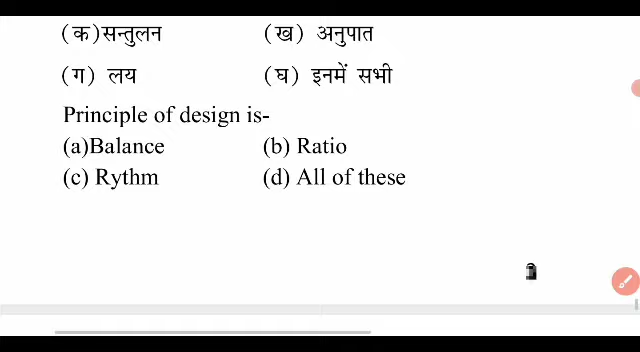 (क)सन्तुलन (ख) अनुपात
(ग) लय (घ) इनमें सभी
Principle of design is-
(a)Balance (b) Ratio
(c) Rythm (d) All of these